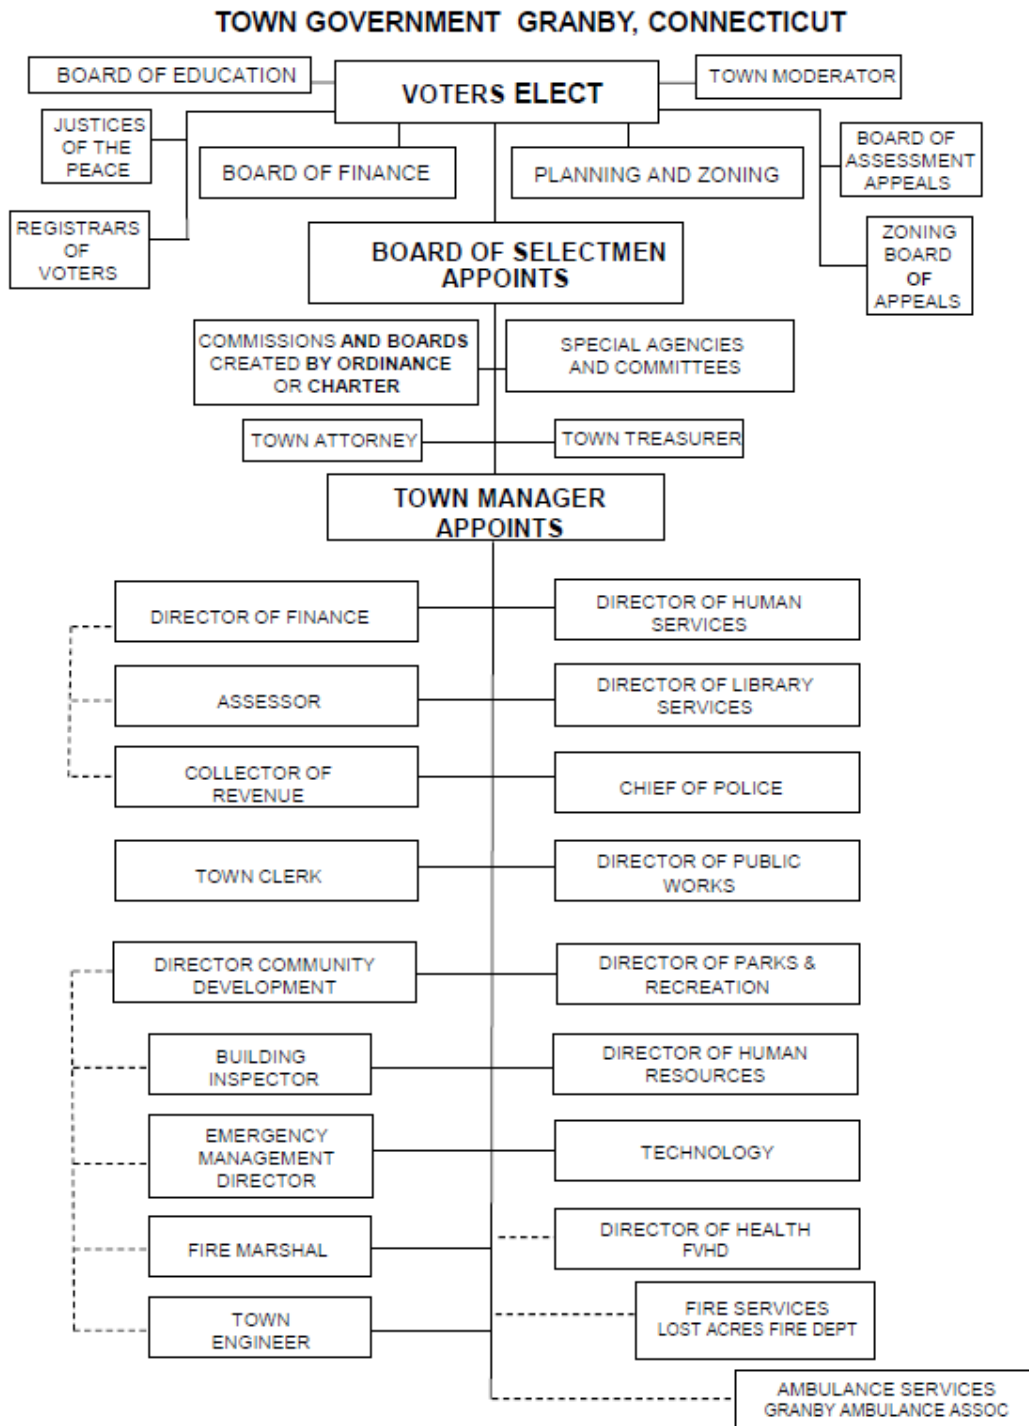 TOWN GOVERNMENT GRANBY, CONNECTICUT
BOARD OF EDUCATION
VOTERS ELECT
TOWN MODERATOR
JUSTICES
OF THE
PEACE
BOARD OF FINANCE
PLANNING AND ZONING
BOARD OF
ASSESSMENT
APPEALS
REGISTRARS
OF
VOTERS
BOARD OF SELECTMEN
APPOINTS
ZONING
BOARD
OF
APPEALS
COMMISSIONS AND BOARDS
CREATED BY ORDINANCE
OR CHARTER
SPECIAL AGENCIES
AND COMMITTEES
TOWN ATTORNEY
TOWN TREASURER
TOWN MANAGER
APPOINTS
DIRECTOR OF FINANCE
DIRECTOR OF HUMAN
SERVICES
ASSESSOR
DIRECTOR OF LIBRARY
SERVICES
COLLECTOR OF
REVENUE
CHIEF OF POLICE
TOWN CLERK
DIRECTOR OF PUBLIC
WORKS
DIRECTOR COMMUNITY
DEVELOPMENT
DIRECTOR OF PARKS &
RECREATION
BUILDING
INSPECTOR
DIRECTOR OF HUMAN
RESOURCES
EMERGENCY
MANAGEMENT
DIRECTOR
TECHNOLOGY
FIRE MARSHAL
DIRECTOR OF HEALTH
FVHD
TOWN
ENGINEER
FIRE SERVICES
LOST ACRES FIRE DEPT
AMBULANCE SERVICES
GRANBY AMBULANCE ASSOC